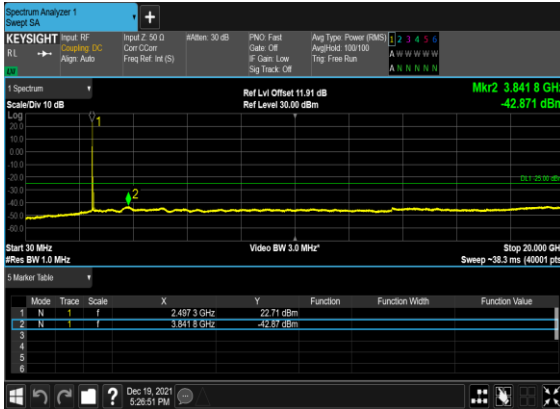 Spectrum Analyzer 1
Swept SA
+
KEYSIGHT Input: RF Input Z: 50 Ω #Atten: 30 dB PNO: Fast Avg Type: Power (RMS) 1 2 3 4 5 6
RL Coupling: DC Corr CCorr Gate: Off Avg|Hold: 100/100 A W W W W W
Align: Auto Freq Ref: Int (S) IF Gain: Low Trig: Free Run
Sig Track: Off A N N N N N
1 Spectrum Ref Lvl Offset 11.91 dB Mkr2 3.841 8 GHz
Scale/Div 10 dB Ref Level 30.00 dBm -42.871 dBm
Log
20.0
10.0
0.0
-10.0
-20.0
-30.0
-40.0
-50.0
-60.0
1
2
Start 30 MHz Video BW 3.0 MHz* Stop 20.000 GHz
#Res BW 1.0 MHz Sweep ~38.3 ms (40001 pts)
5 Marker Table
Mode Trace Scale X Y Function Function Width Function Value
1 N 1 f 2.497 3 GHz 22.71 dBm
2 N 1 f 3.841 8 GHz -42.87 dBm
3
4
5
6
? Dec 19, 2021
5:26:51 PM